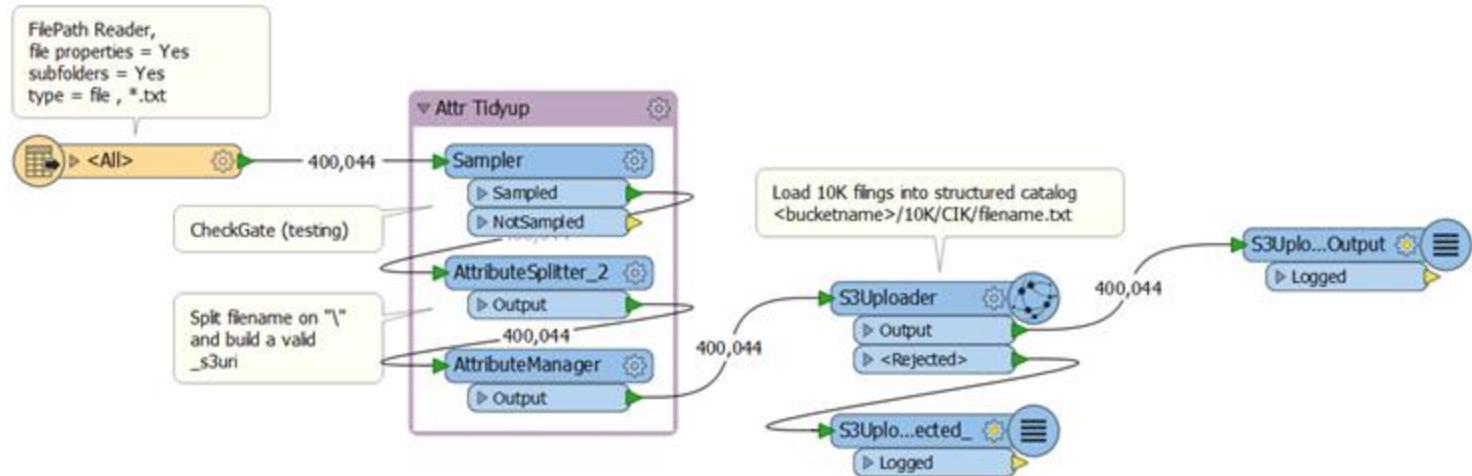 FilePath Reader,
file properties = Yes
subfolders = Yes
type = file , *.txt
<All>
400,044
Attr Tidyup
Sampler
Sampled
NotSampled
CheckGate (testing)
400,044
AttributeSplitter_2
Output
Split filename on "\"
and build a valid
_s3uri
400,044
AttributeManager
Output
400,044
Load 10K filings into structured catalog
<bucketname>/10K/CIK/filename.txt
S3Uploader
Output
<Rejected>
400,044
S3Uplo...Output
Logged
S3Uplo...ected_
Logged